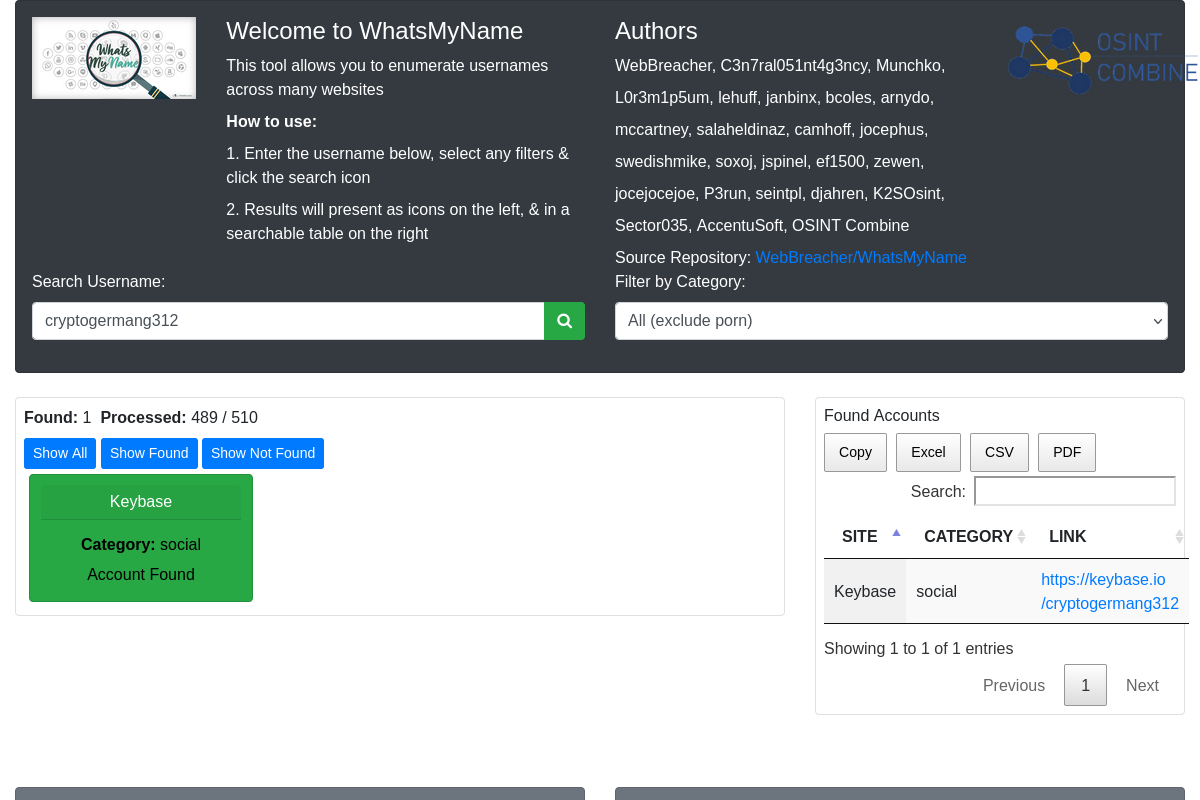 Whats
MyName
Welcome to WhatsMyName
This tool allows you to enumerate usernames
across many websites
How to use:
1. Enter the username below, select any filters &
click the search icon
2. Results will present as icons on the left, & in a
searchable table on the right
Authors
WebBreacher, C3n7ral051nt4g3ncy, Munchko,
L0r3m1p5um, lehuff, janbinx, bcoles, arnydo,
mccartney, salaheldinaz, camhoff, jocephus,
swedishmike, soxoj, jspinel, ef1500, zewen,
jocejocejoe, P3run, seintpl, djahren, K2SOsint,
Sector035, AccentuSoft, OSINT Combine
Source Repository: WebBreacher/WhatsMyName
OSINT
COMBINE
Search Username:
cryptogermang312
Filter by Category:
All (exclude porn)
Found: 1 Processed: 489 / 510
Show All Show Found Show Not Found
Keybase
Category: social
Account Found
Found Accounts
Copy Excel CSV PDF
Search:
SITE CATEGORY LINK
Keybase social https://keybase.io
/cryptogermang312
Showing 1 to 1 of 1 entries
Previous 1 Next